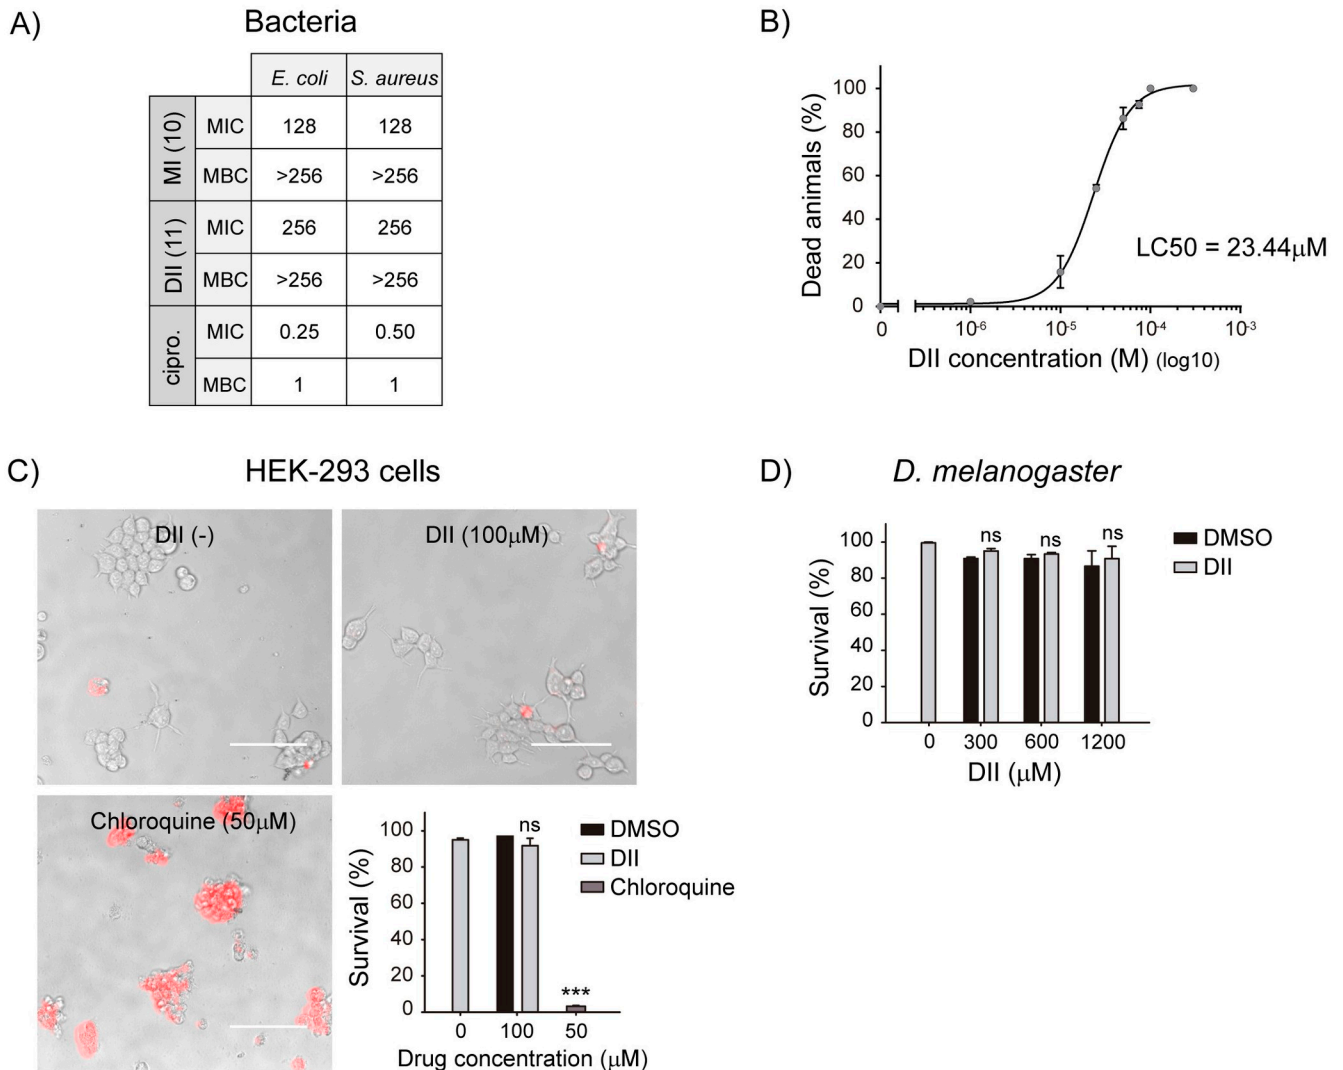 A)
Bacteria
E. coli S. aureus
MI (10)
MIC 128 128
MBC >256 >256
DII (11)
MIC 256 256
MBC >256 >256
cipro.
MIC 0.25 0.50
MBC 1 1
B)
Dead animals (%)
100
80
60
40
20
0
LC50 = 23.44µM
0 10-6 10-5 10-4 10-3
DII concentration (M) (log10)
C)
HEK-293 cells
DII (-)
DII (100µM)
Chloroquine (50µM)
Survival (%)
100
80
60
40
20
0
ns
***
DMSO
DII
Chloroquine
0 100 50
Drug concentration (µM)
D)
D. melanogaster
Survival (%)
100
80
60
40
20
0
ns ns ns
DMSO
DII
0 300 600 1200
DII (µM)